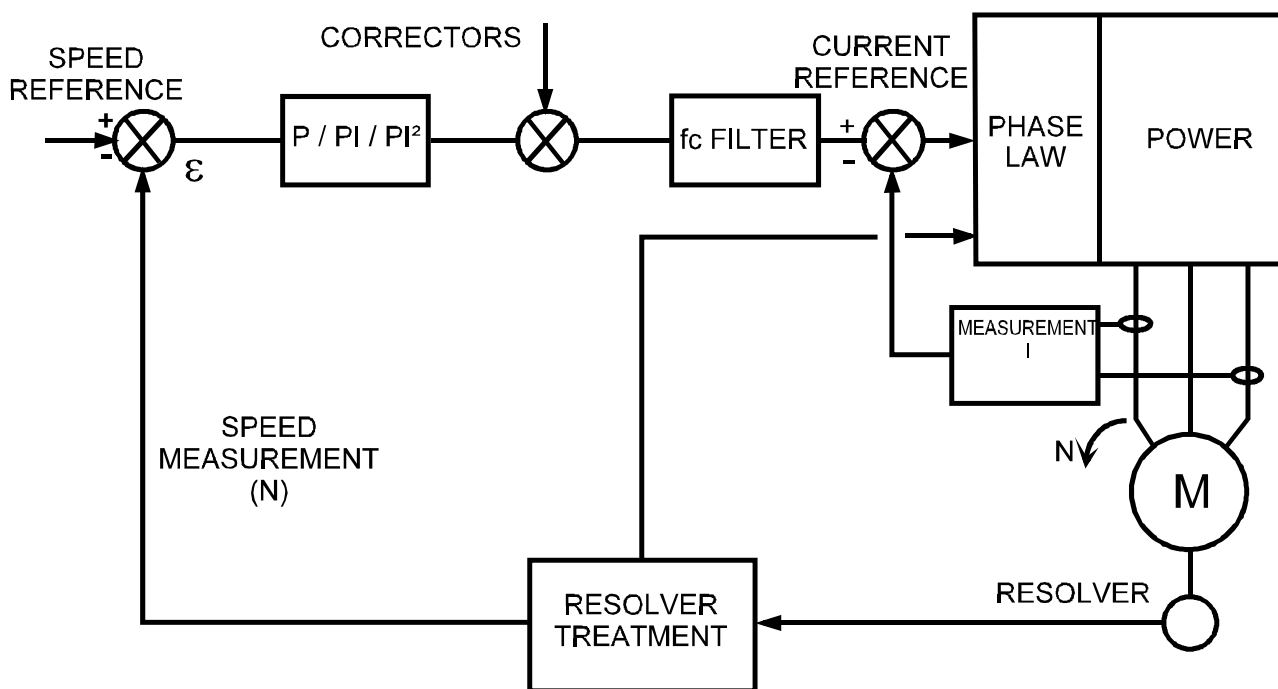 CORRECTORS
SPEED
REFERENCE
CURRENT
REFERENCE
+
-
ε
P / PI / PI²
fc FILTER
+
-
PHASE
LAW
POWER
MEASUREMENT
I
SPEED
MEASUREMENT
(N)
N
M
RESOLVER
TREATMENT
RESOLVER